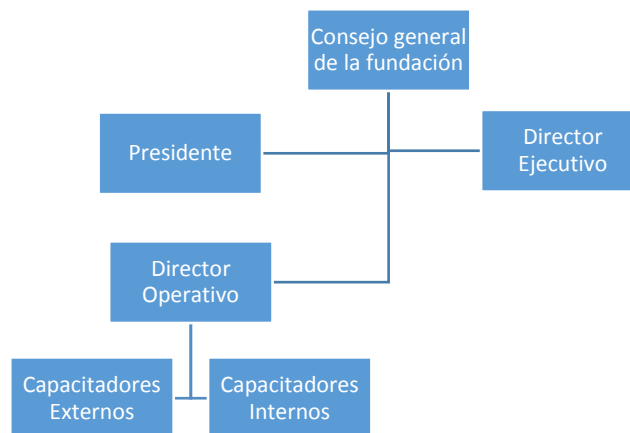 Consejo general
de la fundación
Presidente
Director
Ejecutivo
Director
Operativo
Capacitadores
Externos
Capacitadores
Internos